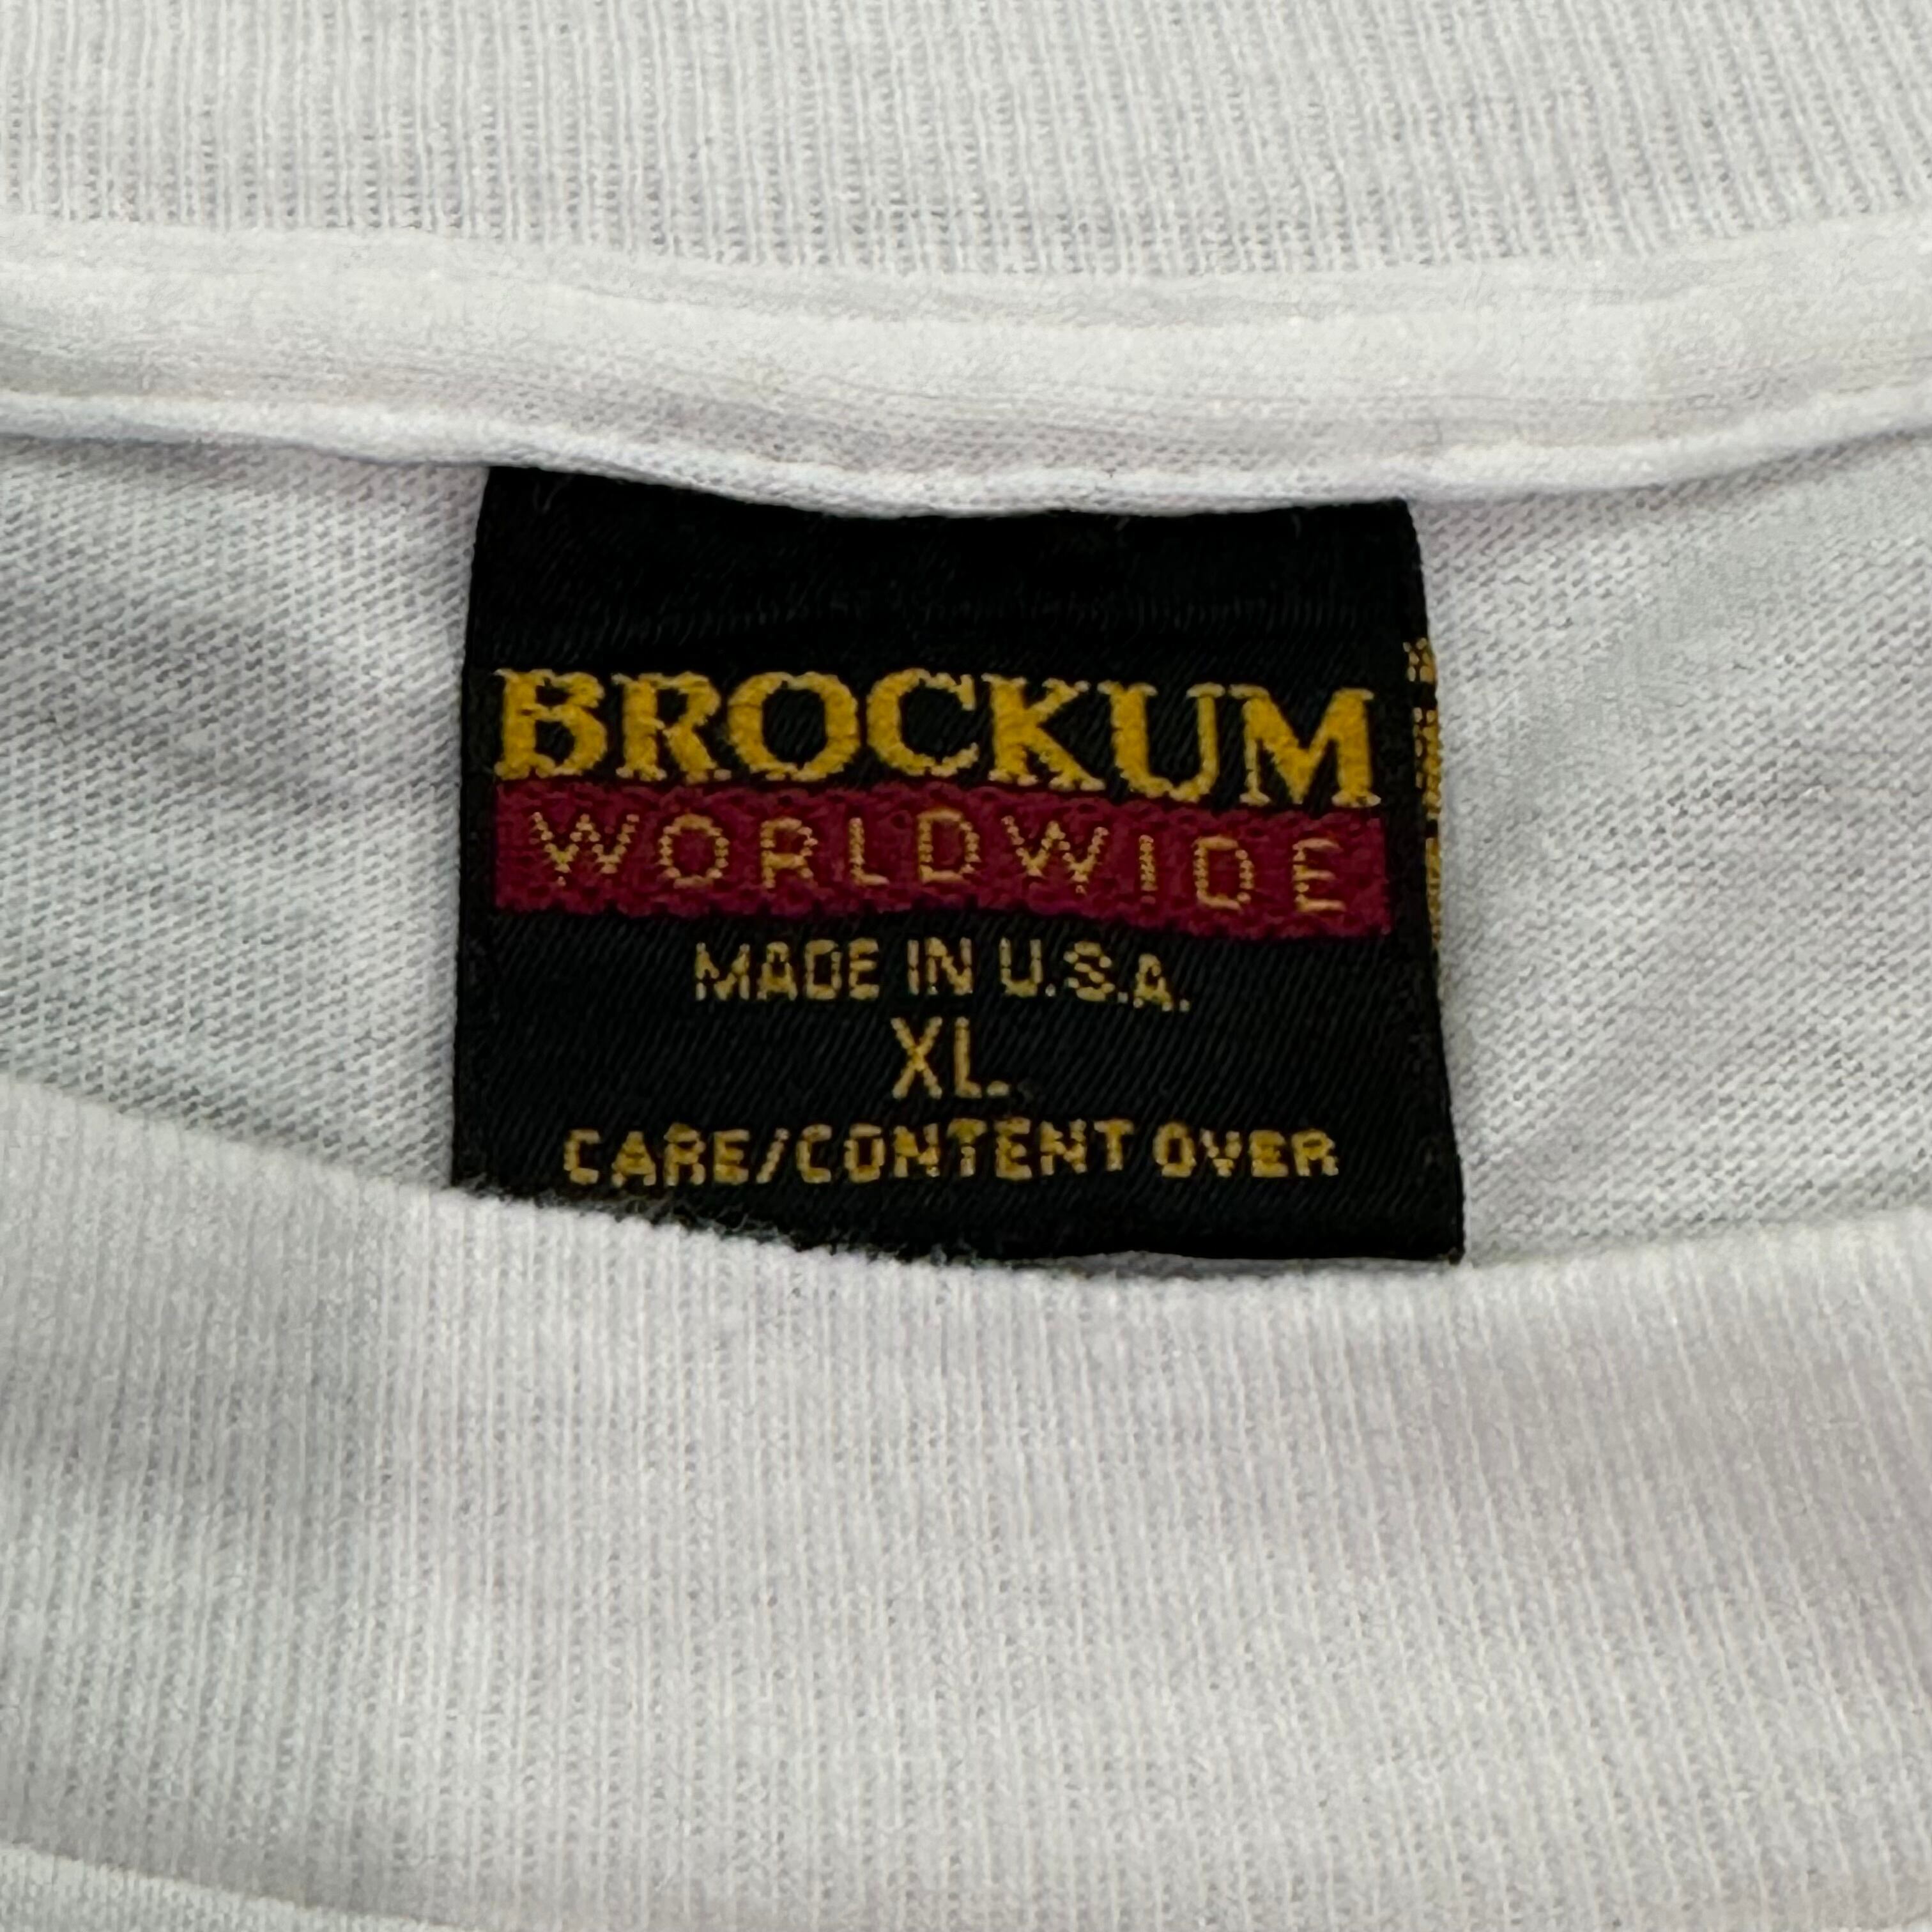 BROCKUM
WORLDWIDE
MADE IN U.S.A.
XL
CARE/CONTENT OVER